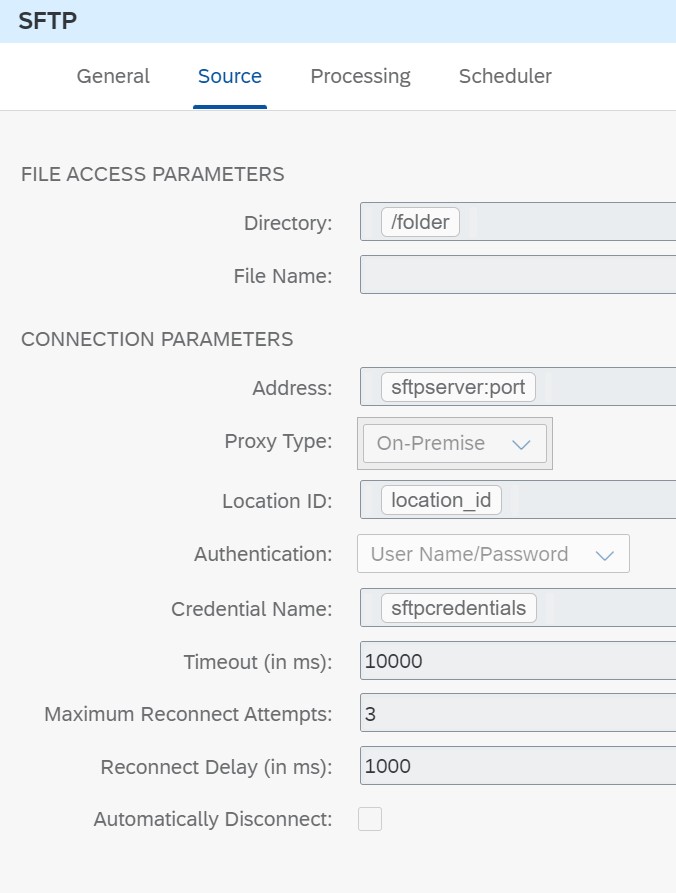 SFTP
General Source Processing Scheduler
FILE ACCESS PARAMETERS
Directory: /folder
File Name:
CONNECTION PARAMETERS
Address: sftpserver:port
Proxy Type: On-Premise
Location ID: location_id
Authentication: User Name/Password
Credential Name: sftpcredentials
Timeout (in ms): 10000
Maximum Reconnect Attempts: 3
Reconnect Delay (in ms): 1000
Automatically Disconnect: